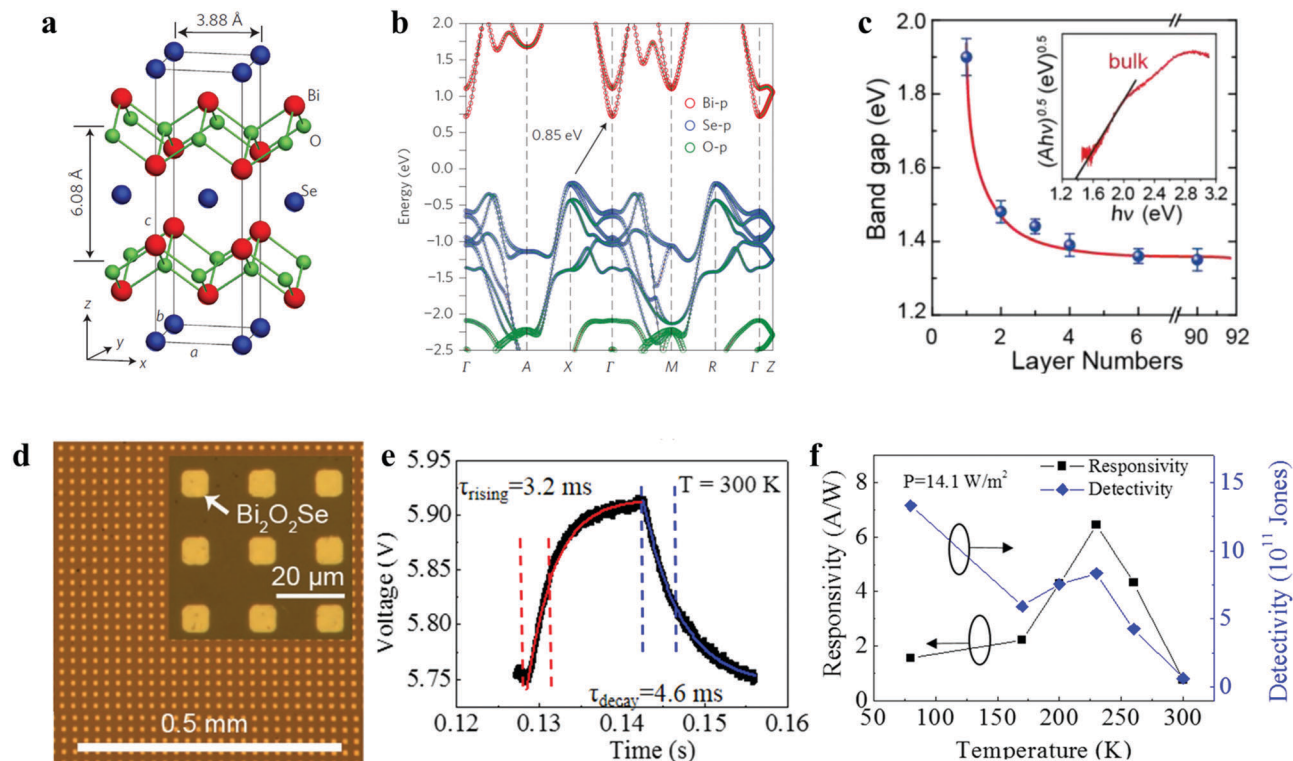 a
3.88 Å
Bi
O
6.08 Å
Se
c
z
y
x
b
a
b
2.0
1.5
1.0
0.5
0.0
−0.5
−1.0
−1.5
−2.0
−2.5
Energy (eV)
0.85 eV
Bi-p
Se-p
O-p
Γ A X Γ M R Γ Z
c
2.0
1.8
1.6
1.4
1.2
Band gap (eV)
0 1 2 4 6 90 92
Layer Numbers
bulk
(Ahv)^0.5 (eV)^0.5
1.2 1.6 2.0 2.4 2.8 3.2
hv (eV)
d
Bi₂O₂Se
20 μm
0.5 mm
e
5.95
5.90
5.85
5.80
5.75
Voltage (V)
τrising=3.2 ms
T = 300 K
τdecay=4.6 ms
0.12 0.13 0.14 0.15 0.16
Time (s)
f
P=14.1 W/m²
Responsivity
Detectivity
8
6
4
2
0
Responsivity (A/W)
15
10
5
0
Detectivity (10¹¹ Jones)
50 100 150 200 250 300
Temperature (K)